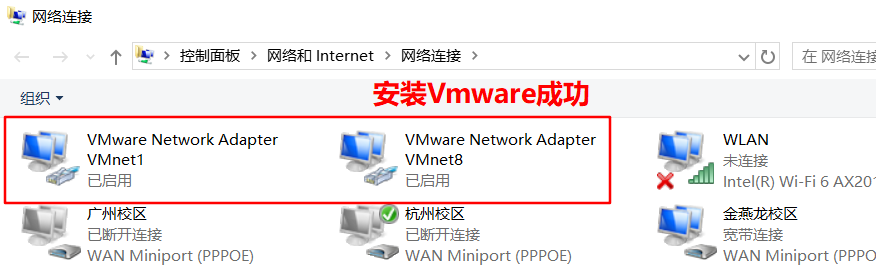 网络连接
控制面板 > 网络和 Internet > 网络连接 >
在 网络连接
安装Vmware成功
组织
VMware Network Adapter
VMnet1
已启用
VMware Network Adapter
VMnet8
已启用
WLAN
未连接
Intel(R) Wi-Fi 6 AX201
广州校区
已断开连接
WAN Miniport (PPPOE)
杭州校区
已断开连接
WAN Miniport (PPPOE)
金燕龙校区
宽带连接
WAN Miniport (PPPOE)